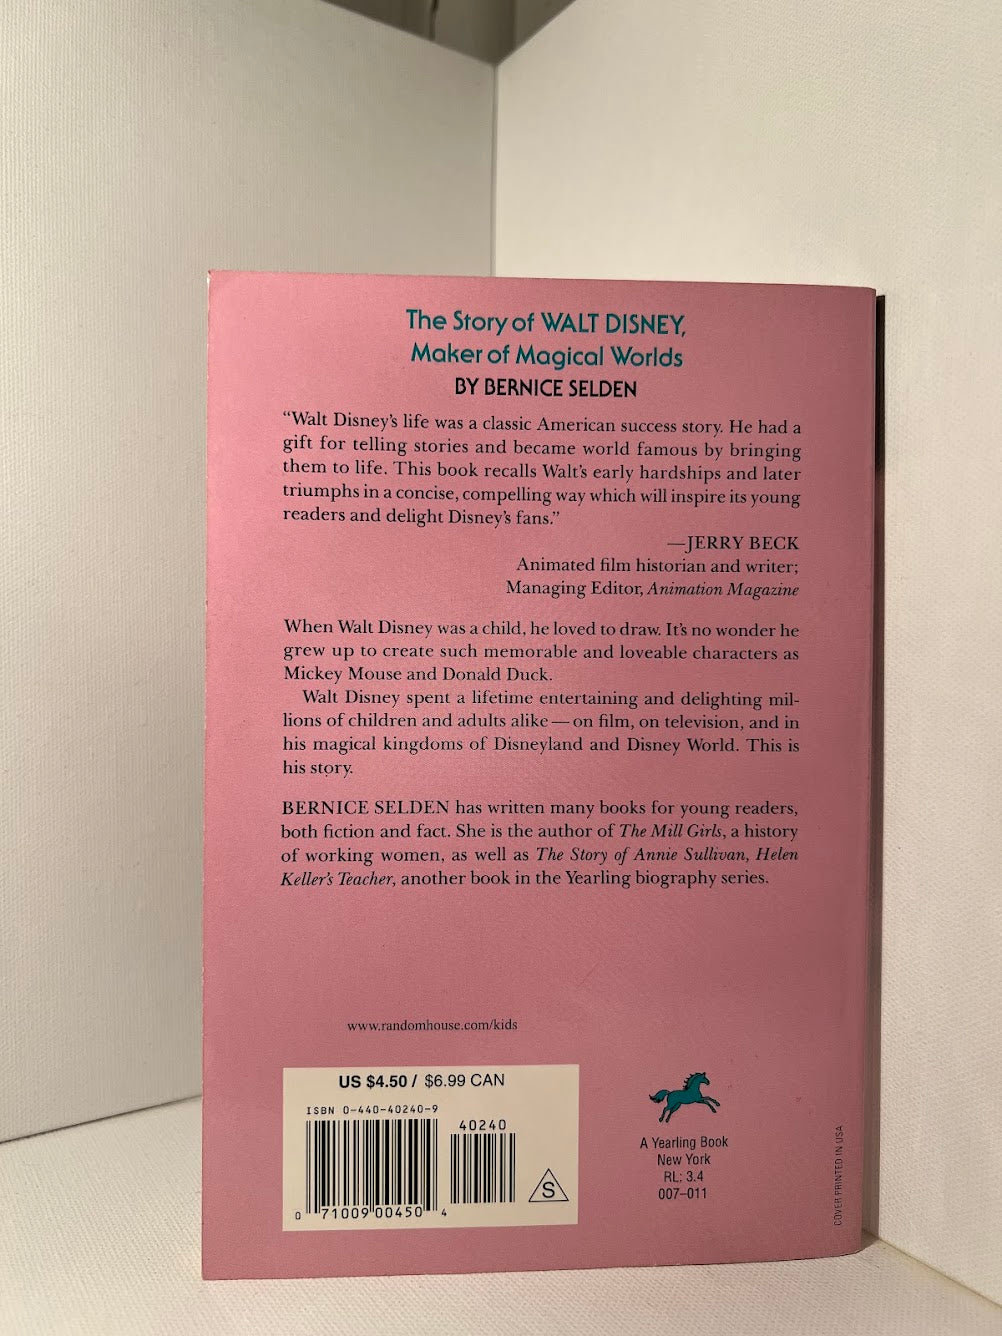 The Story of WALT DISNEY,
Maker of Magical Worlds
BY BERNICE SELDEN
“Walt Disney’s life was a classic American success story. He had a
gift for telling stories and became world famous by bringing
them to life. This book recalls Walt’s early hardships and later
triumphs in a concise, compelling way which will inspire its young
readers and delight Disney’s fans.”
—JERRY BECK
Animated film historian and writer;
Managing Editor, Animation Magazine
When Walt Disney was a child, he loved to draw. It’s no wonder he
grew up to create such memorable and loveable characters as
Mickey Mouse and Donald Duck.
Walt Disney spent a lifetime entertaining and delighting mil-
lions of children and adults alike — on film, on television, and in
his magical kingdoms of Disneyland and Disney World. This is
his story.
BERNICE SELDEN has written many books for young readers,
both fiction and fact. She is the author of The Mill Girls, a history
of working women, as well as The Story of Annie Sullivan, Helen
Keller’s Teacher, another book in the Yearling biography series.
www.randomhouse.com/kids
US $4.50 / $6.99 CAN
ISBN 0-440-40240-9
40240
0 71009 00450 4
S
A Yearling Book
New York
RL: 3.4
007–011
COVER PRINTED IN USA